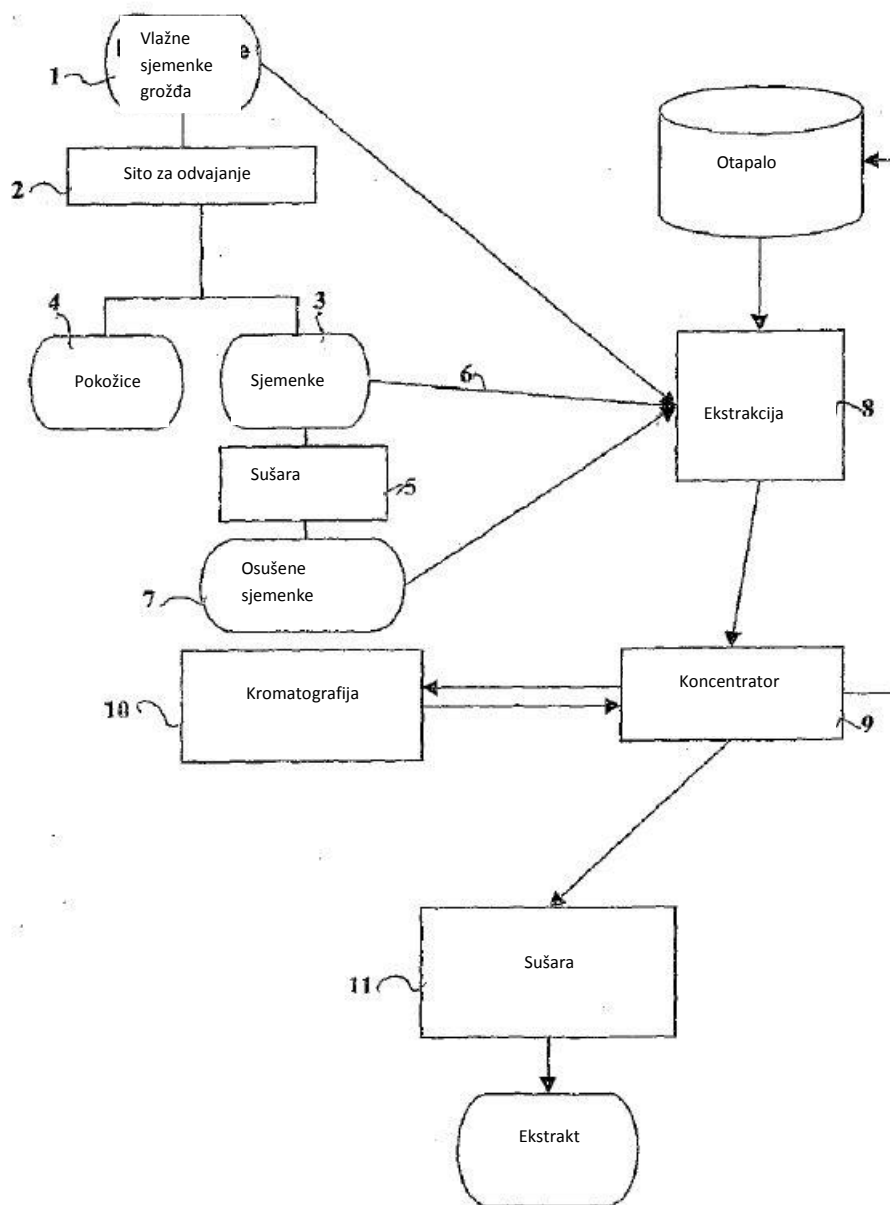 Vlažne
sjemenke
grožđa
1
Sito za odvajanje
2
Otapalo
4
3
Pokožice
Sjemenke
6
Ekstrakcija
8
Sušara
5
Osušene
sjemenke
7
Kromatografija
10
Koncentrator
9
Sušara
11
Ekstrakt